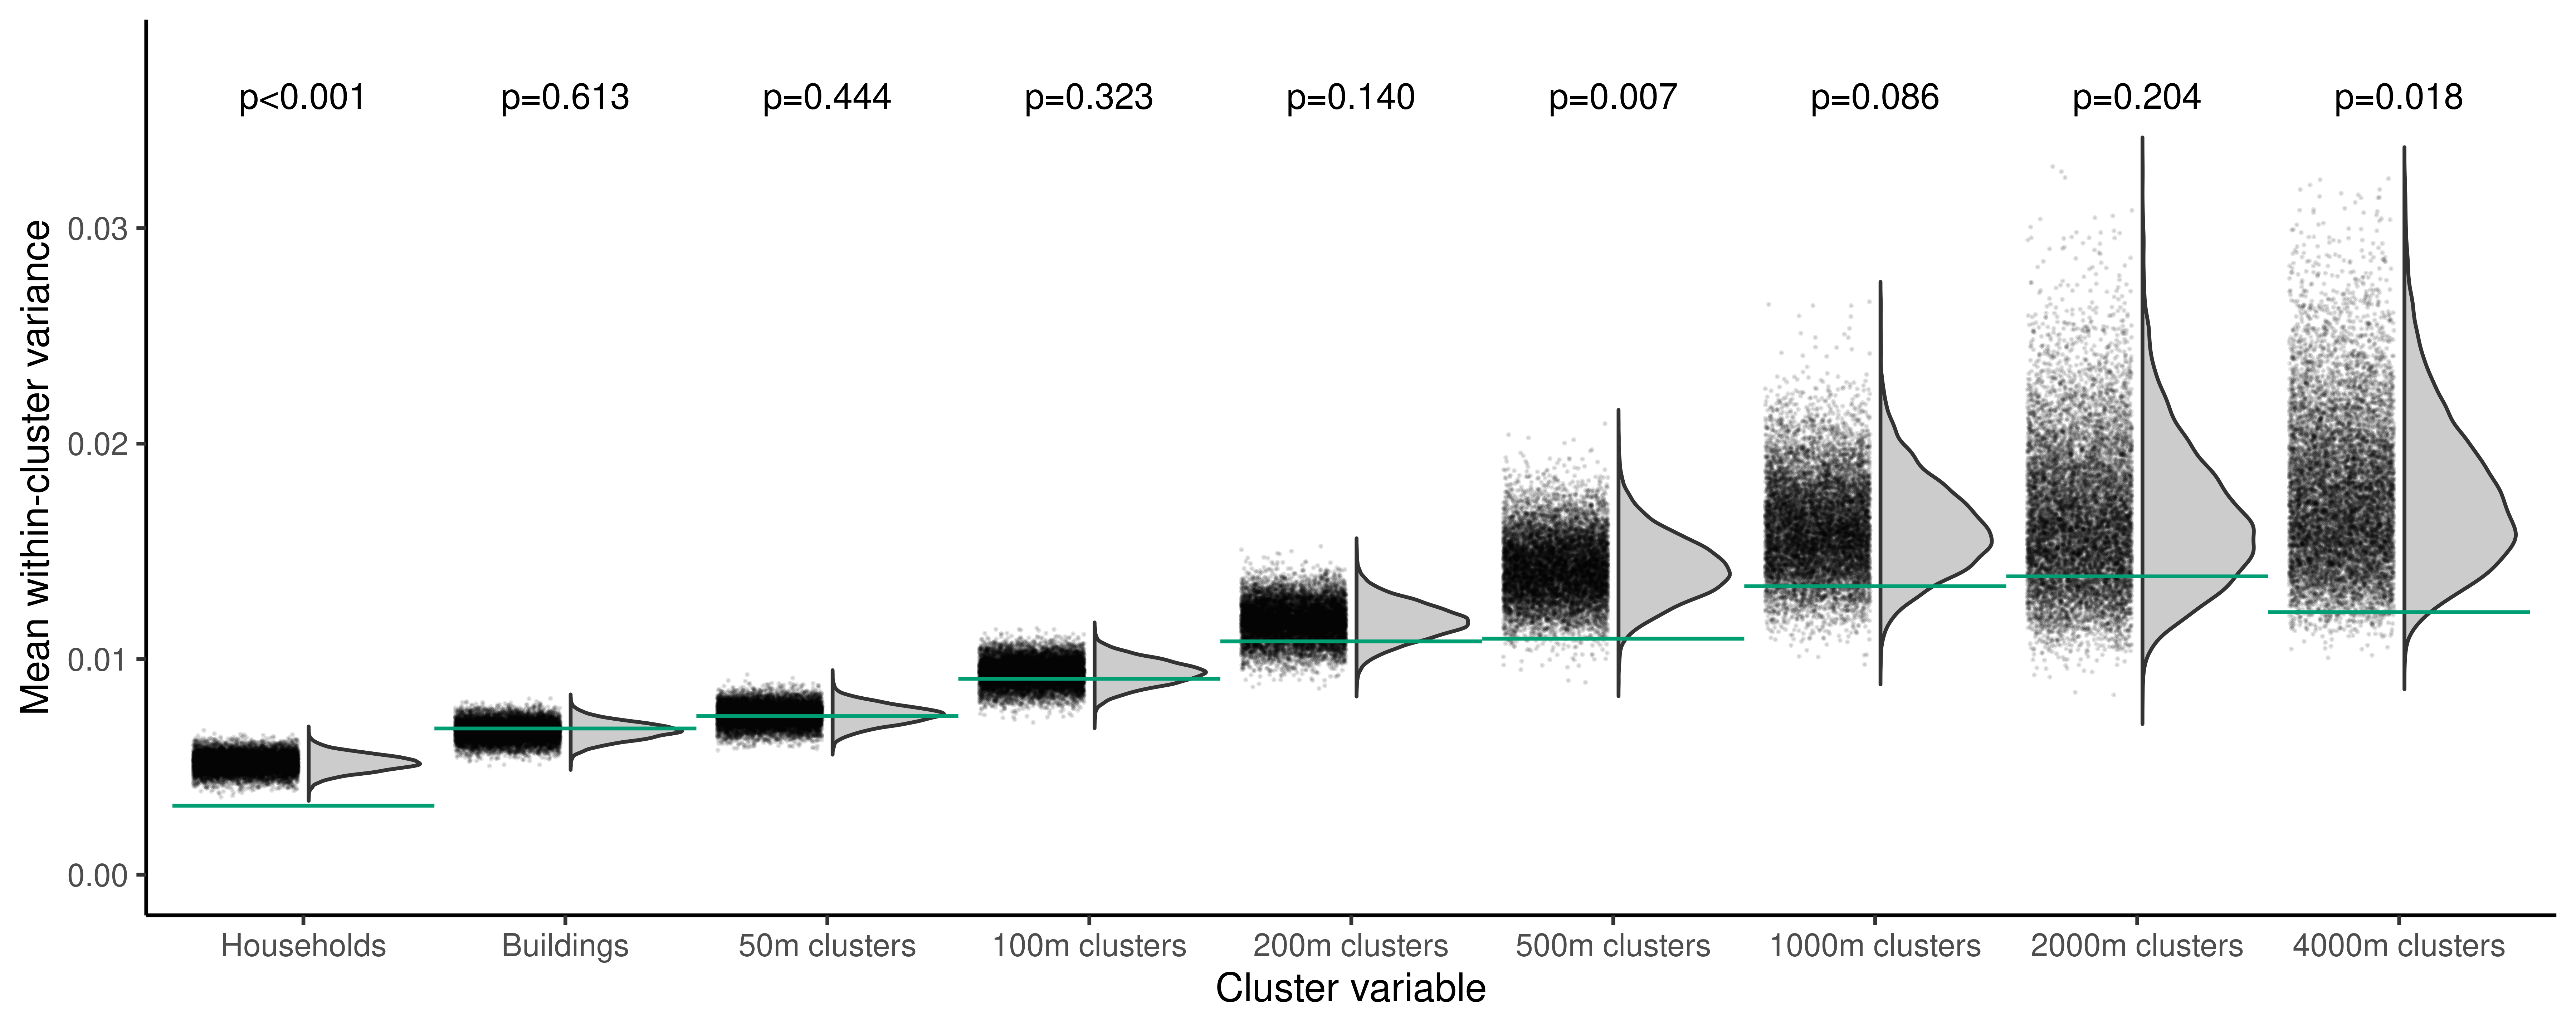 p<0.001 p=0.613 p=0.444 p=0.323 p=0.140 p=0.007 p=0.086 p=0.204 p=0.018
Mean within-cluster variance
0.03
0.02
0.01
0.00
Households Buildings 50m clusters 100m clusters 200m clusters 500m clusters 1000m clusters 2000m clusters 4000m clusters
Cluster variable